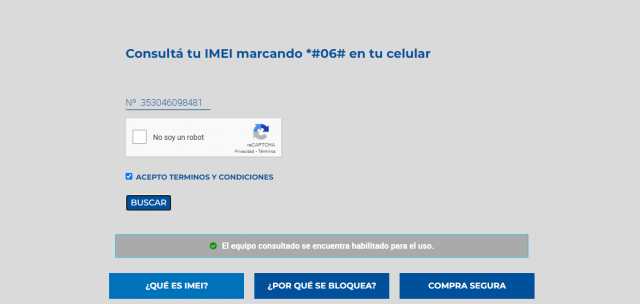 Consultá tu IMEI marcando *#06# en tu celular
Nº 353046098481
No soy un robot
reCAPTCHA
Privacidad - Términos
ACEPTO TERMINOS Y CONDICIONES
BUSCAR
El equipo consultado se encuentra habilitado para el uso.
¿QUÉ ES IMEI?
¿POR QUÉ SE BLOQUEA?
COMPRA SEGURA